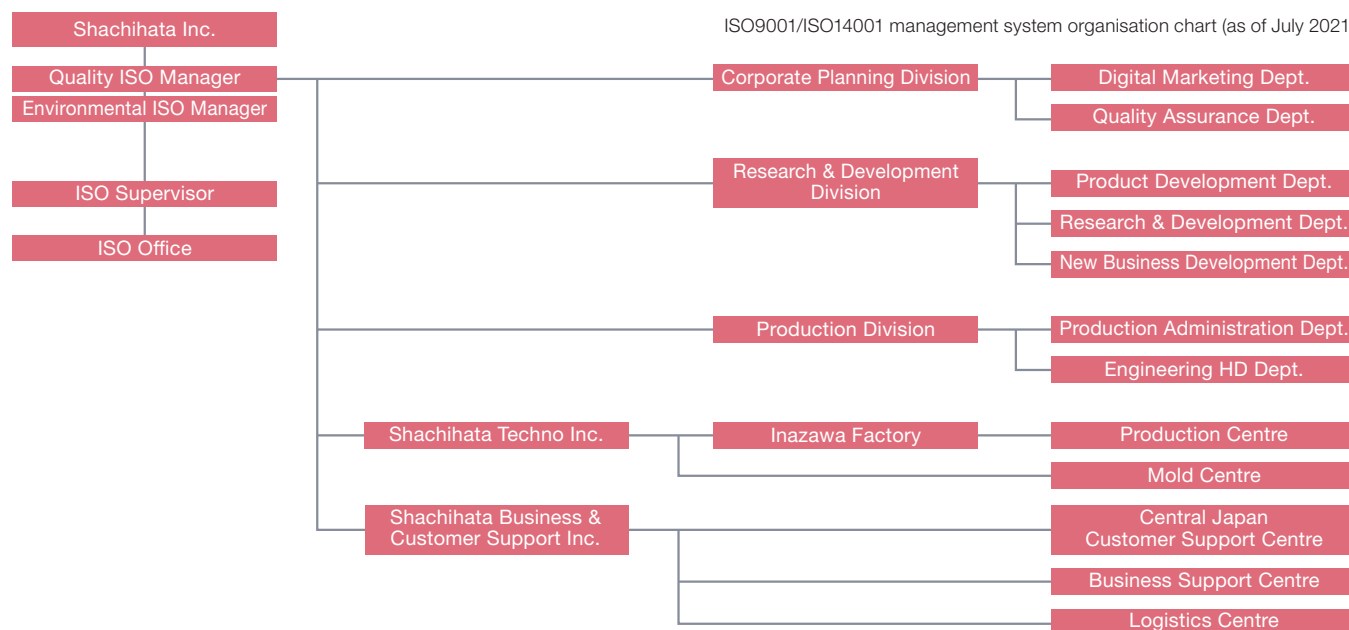 ISO9001/ISO14001 management system organisation chart (as of July 2021
Shachihata Inc.
Quality ISO Manager
Environmental ISO Manager
ISO Supervisor
ISO Office
Corporate Planning Division
Digital Marketing Dept.
Quality Assurance Dept.
Research & Development
Division
Product Development Dept.
Research & Development Dept.
New Business Development Dept.
Production Division
Production Administration Dept.
Engineering HD Dept.
Shachihata Techno Inc.
Inazawa Factory
Production Centre
Mold Centre
Shachihata Business &
Customer Support Inc.
Central Japan
Customer Support Centre
Business Support Centre
Logistics Centre